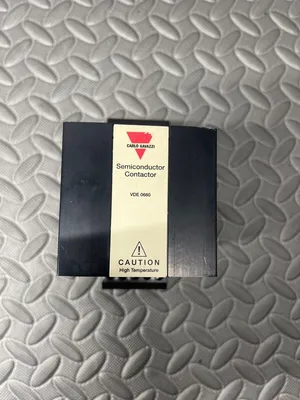 CARLO GAVAZZI
Semiconductor
Contactor
VDE 0660
CAUTION
High Temperature